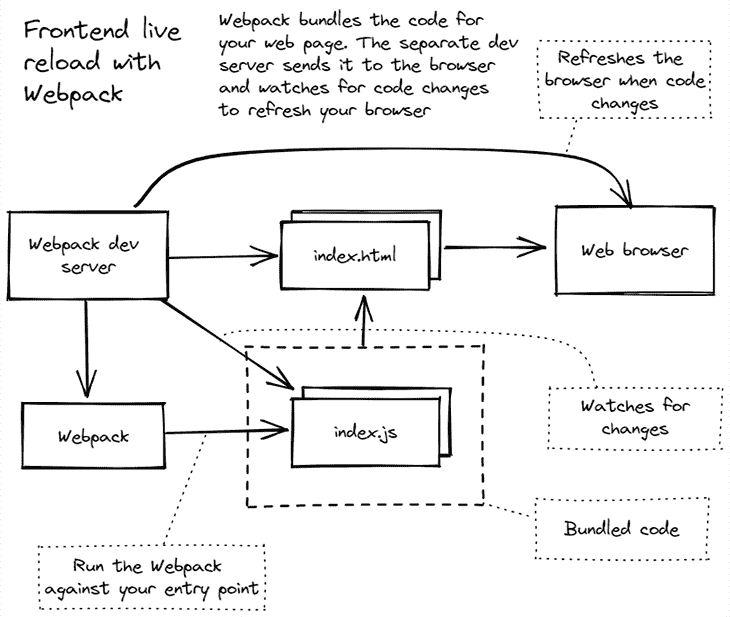 Frontend live
reload with
Webpack
Webpack bundles the code for
your web page. The separate dev
server sends it to the browser
and watches for code changes
to refresh your browser
Refreshes the
browser when code
changes
Webpack dev
server
index.html
Web browser
Webpack
index.js
Watches for
changes
Bundled code
Run the Webpack
against your entry point